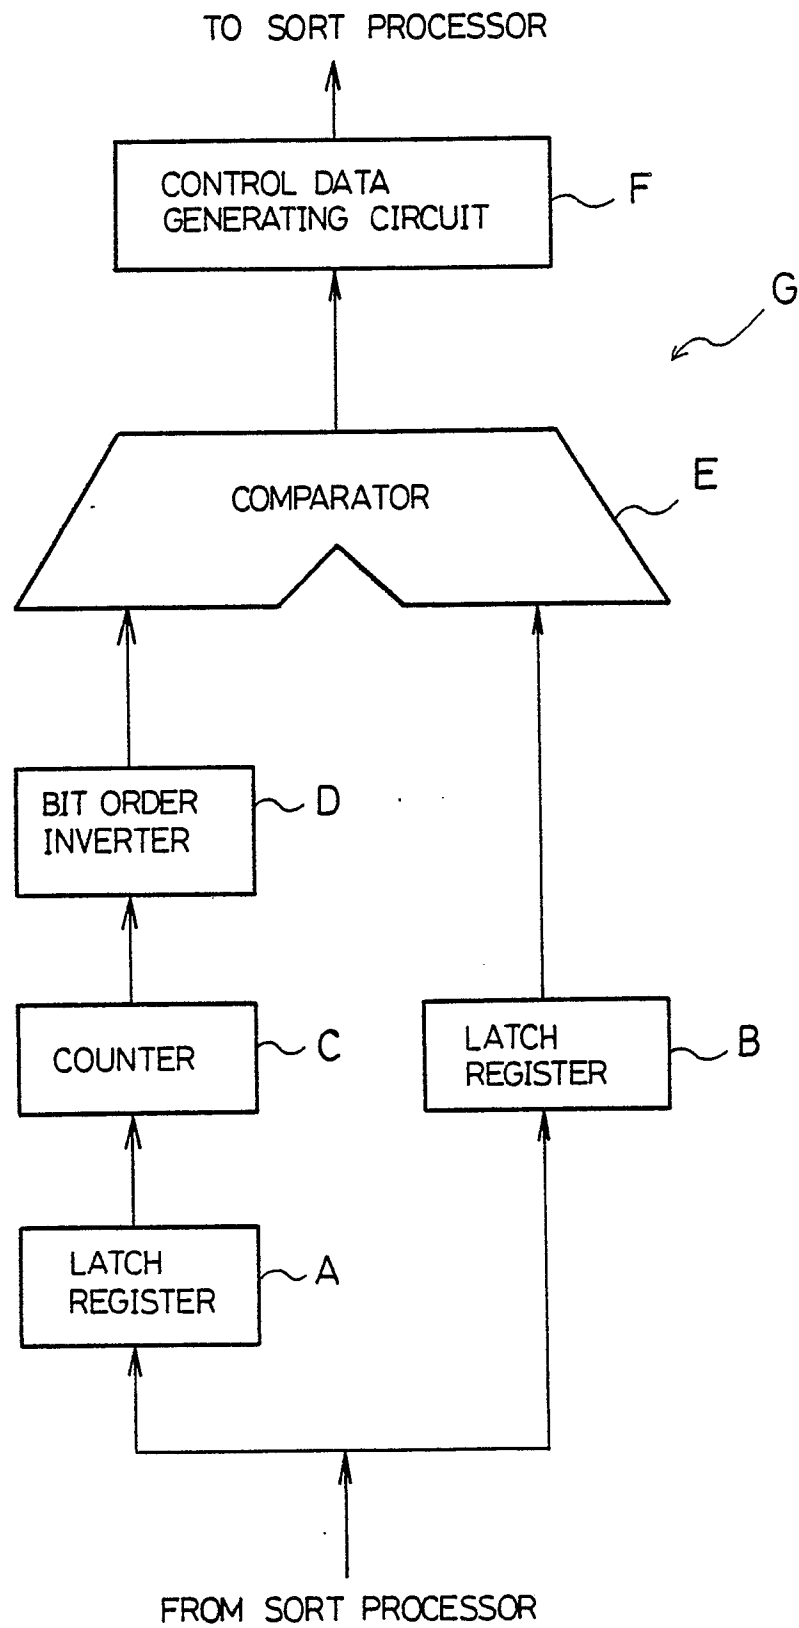 TO SORT PROCESSOR
CONTROL DATA
GENERATING CIRCUIT
F
G
COMPARATOR
E
BIT ORDER
INVERTER
D
COUNTER
C
LATCH
REGISTER
B
LATCH
REGISTER
A
FROM SORT PROCESSOR